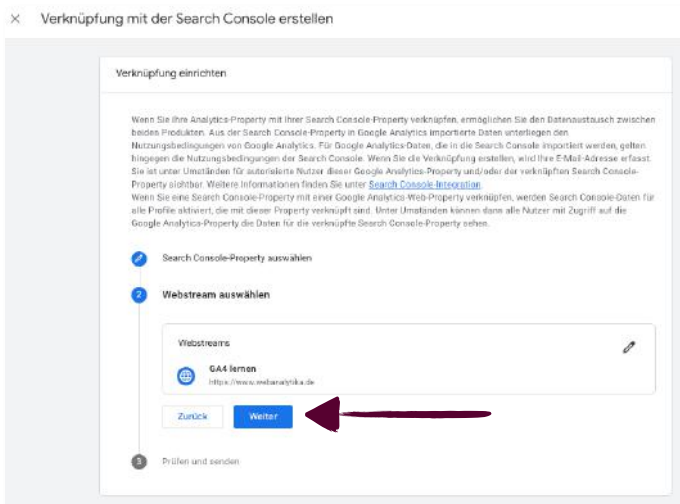 Verknüpfung mit der Search Console erstellen
Verknüpfung einrichten
Wenn Sie Ihre Analytics-Property mit Ihrer Search Console-Property verknüpfen, ermöglichen Sie den Datenaustausch zwischen
beiden Produkten. Aus der Search Console-Property in Google Analytics importierte Daten unterliegen den
Nutzungsbedingungen von Google Analytics. Für Google Analytics-Daten, die in die Search Console importiert werden, gelten
hingegen die Nutzungsbedingungen der Search Console. Wenn Sie die Verknüpfung erstellen, wird Ihre E-Mail-Adresse erfasst.
Sie ist unter Umständen für autorisierte Nutzer dieser Google Analytics-Property und/oder der verknüpften Search Console-
Property sichtbar. Weitere Informationen finden Sie unter Search Console-Integration.
Wenn Sie eine Search Console-Property mit einer Google Analytics-Web-Property verknüpfen, werden Search Console-Daten für
alle Profile aktiviert, die mit dieser Property verknüpft sind. Unter Umständen können dann alle Nutzer mit Zugriff auf die
Google Analytics-Property die Daten für die verknüpfte Search Console-Property sehen.
Search Console-Property auswählen
2 Webstream auswählen
Webstreams
GA4 lernen
https://www.webanalytika.de
Zurück Weiter
3 Prüfen und senden